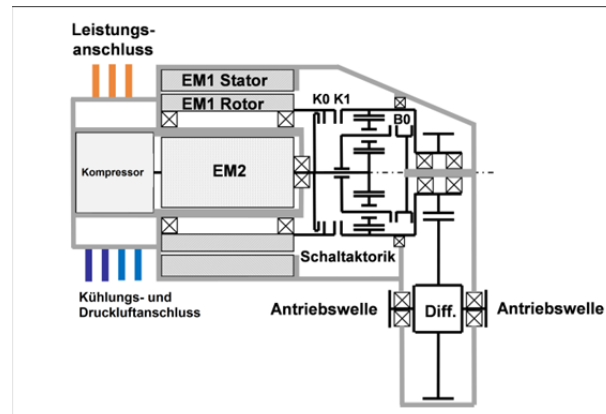 Leistungs-
anschluss
EM1 Stator
EM1 Rotor
K0 K1
B0
Kompressor
EM2
Schaltaktorik
Kühlungs- und
Druckluftanschluss
Antriebswelle
Diff.
Antriebswelle